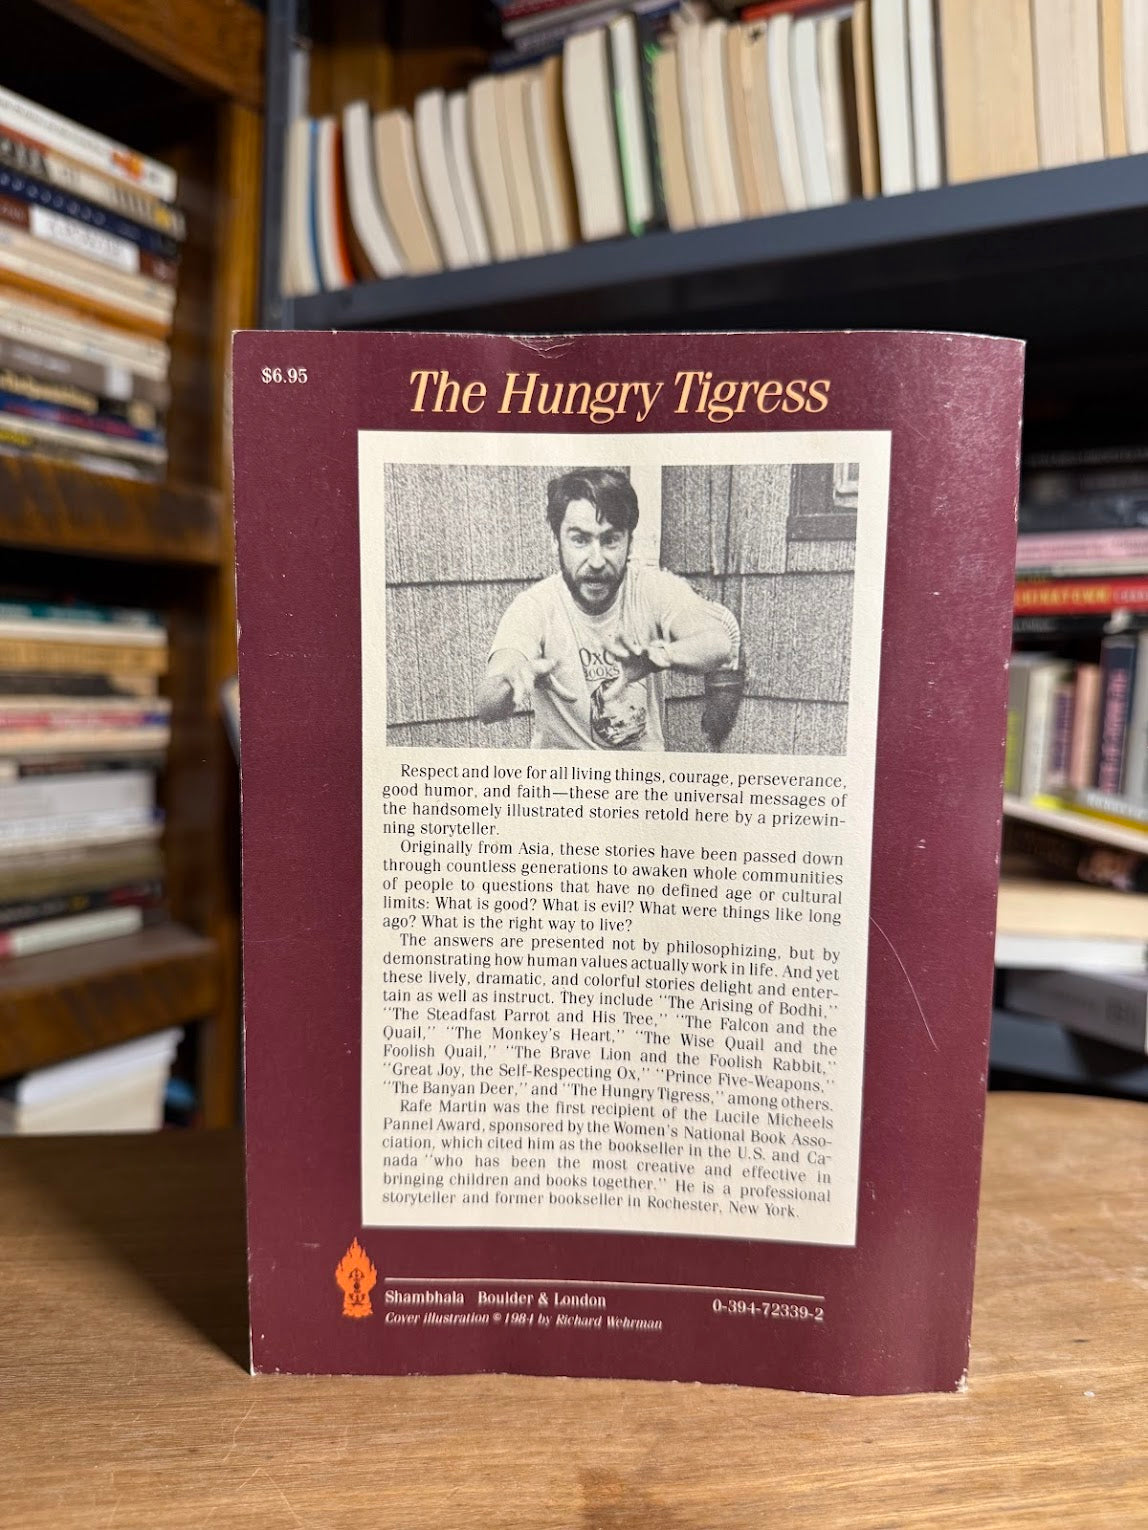 $6.95
The Hungry Tigress
OxC
OOKS
Respect and love for all living things, courage, perseverance,
good humor, and faith—these are the universal messages of
the handsomely illustrated stories retold here by a prizewin-
ning storyteller.
Originally from Asia, these stories have been passed down
through countless generations to awaken whole communities
of people to questions that have no defined age or cultural
limits: What is good? What is evil? What were things like long
ago? What is the right way to live?
The answers are presented not by philosophizing, but by
demonstrating how human values actually work in life. And yet
these lively, dramatic, and colorful stories delight and enter-
tain as well as instruct. They include "The Arising of Bodhi,"
"The Steadfast Parrot and His Tree," "The Falcon and the
Quail," "The Monkey's Heart," "The Wise Quail and the
Foolish Quail," "The Brave Lion and the Foolish Rabbit,"
"Great Joy, the Self-Respecting Ox," "Prince Five-Weapons,"
"The Banyan Deer," and "The Hungry Tigress," among others.
Rafe Martin was the first recipient of the Lucile Micheels
Pannel Award, sponsored by the Women's National Book Asso-
ciation, which cited him as the bookseller in the U.S. and Ca-
nada "who has been the most creative and effective in
bringing children and books together." He is a professional
storyteller and former bookseller in Rochester, New York.
Shambhala Boulder & London
Cover illustration © 1984 by Richard Wehrman
0-394-72339-2
CHINATOWN